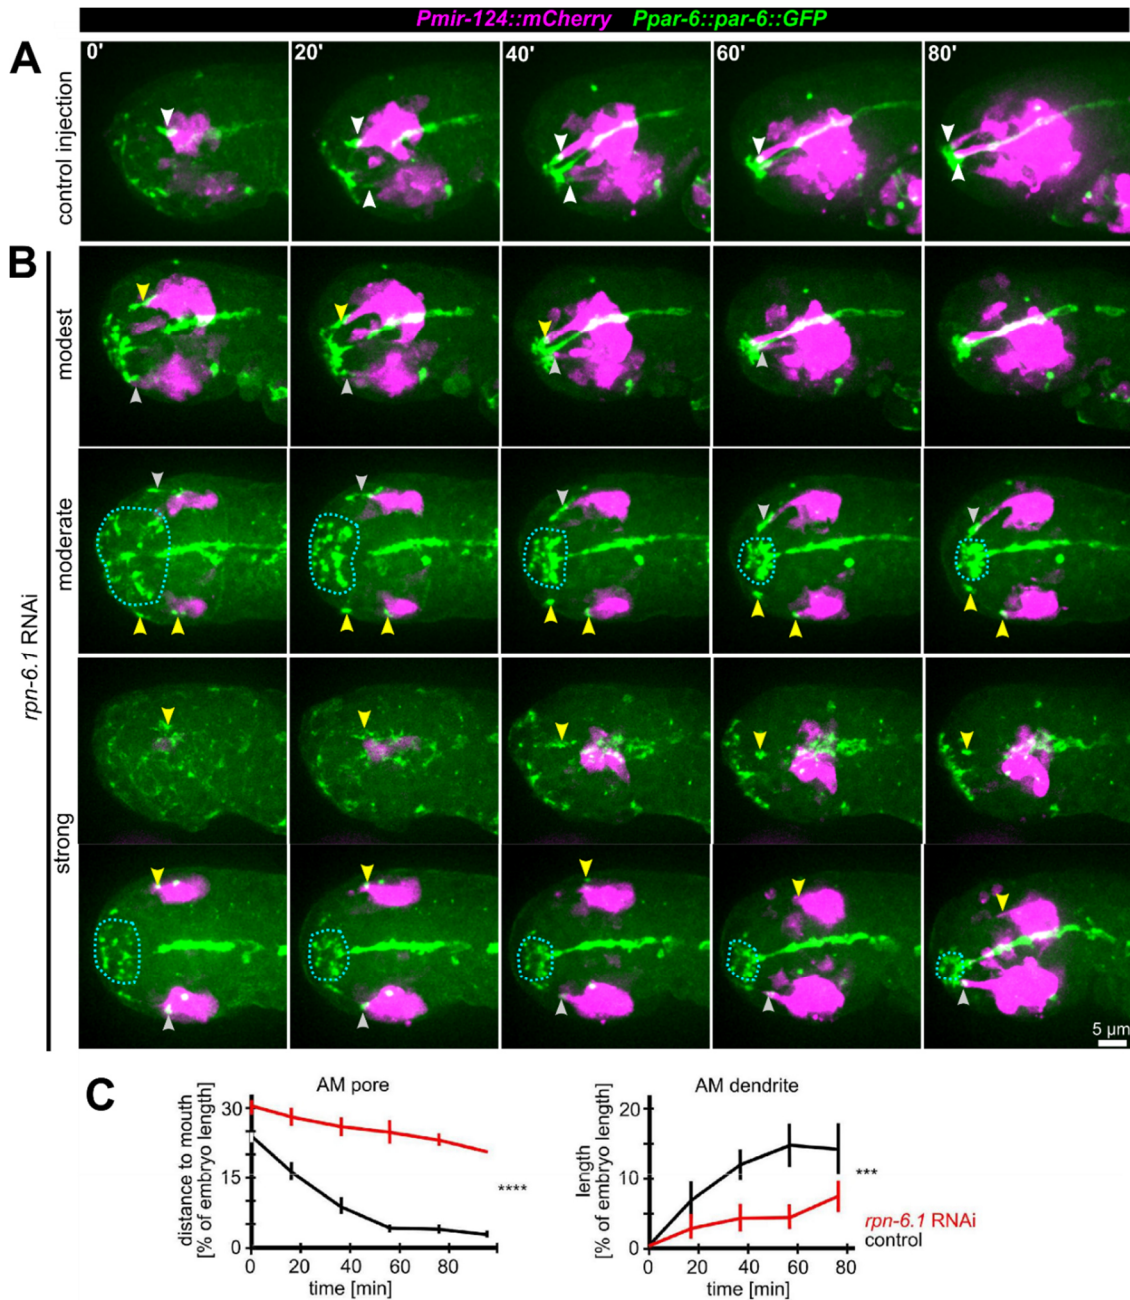 Pmir-124::mCherry Ppar-6::par-6::GFP
A
0' 20' 40' 60' 80'
control injection
B
rpn-6.1 RNAi
modest
moderate
strong
5 µm
C
AM pore
distance to mouth
[% of embryo length]
30
15
0
0 20 40 60 80
time [min]
****
AM dendrite
length
[% of embryo length]
20
10
0
0 20 40 60 80
time [min]
***
rpn-6.1 RNAi
control